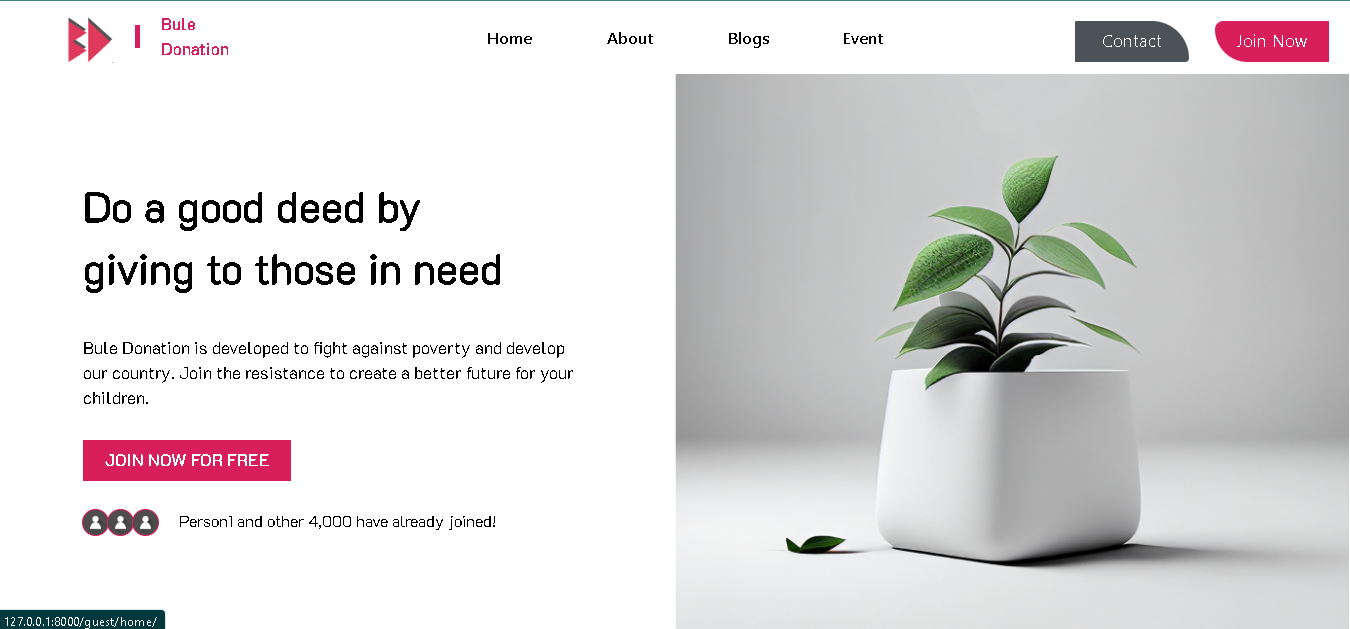 Bule
Donation
Home
About
Blogs
Event
Contact
Join Now
Do a good deed by
giving to those in need
Bule Donation is developed to fight against poverty and develop
our country. Join the resistance to create a better future for your
children.
JOIN NOW FOR FREE
Person1 and other 4,000 have already joined!
127.0.0.1:8000/guest/home/